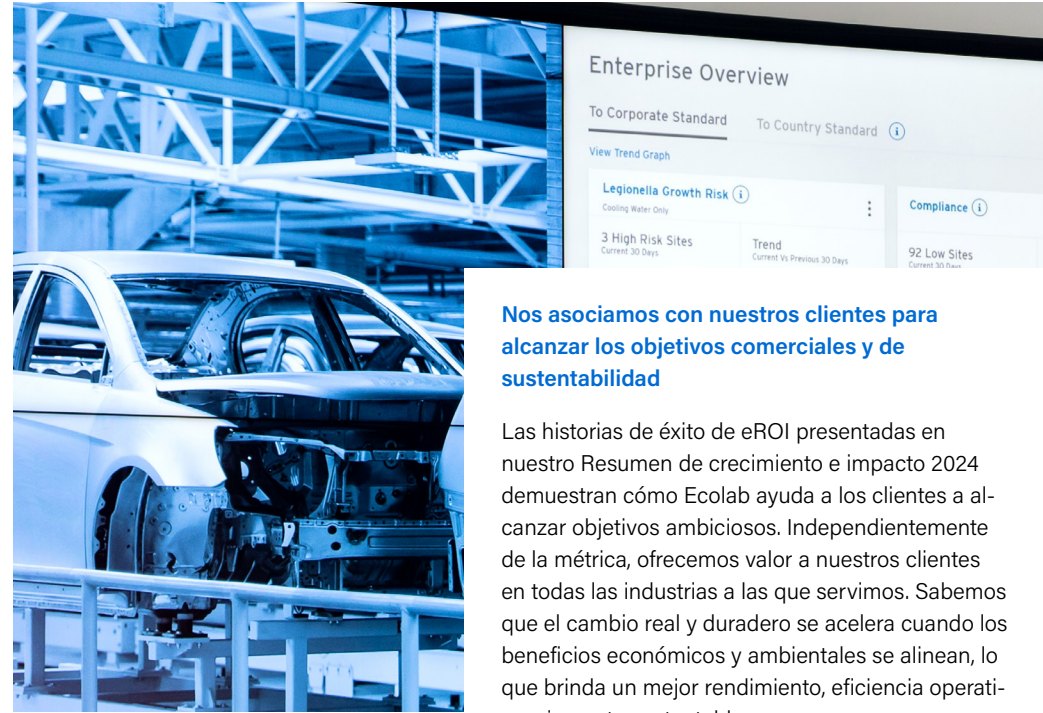 Enterprise Overview
To Corporate Standard To Country Standard
View Trend Graph
Legionella Growth Risk
Cooling Water Only
Compliance
3 High Risk Sites
Current 30 Days
Trend
Current Vs Previous 30 Days
92 Low Sites
Current 30 Days
Nos asociamos con nuestros clientes para
alcanzar los objetivos comerciales y de
sustentabilidad
Las historias de éxito de eROI presentadas en
nuestro Resumen de crecimiento e impacto 2024
demuestran cómo Ecolab ayuda a los clientes a al-
canzar objetivos ambiciosos. Independientemente
de la métrica, ofrecemos valor a nuestros clientes
en todas las industrias a las que servimos. Sabemos
que el cambio real y duradero se acelera cuando los
beneficios económicos y ambientales se alinean, lo
que brinda un mejor rendimiento, eficiencia operati-